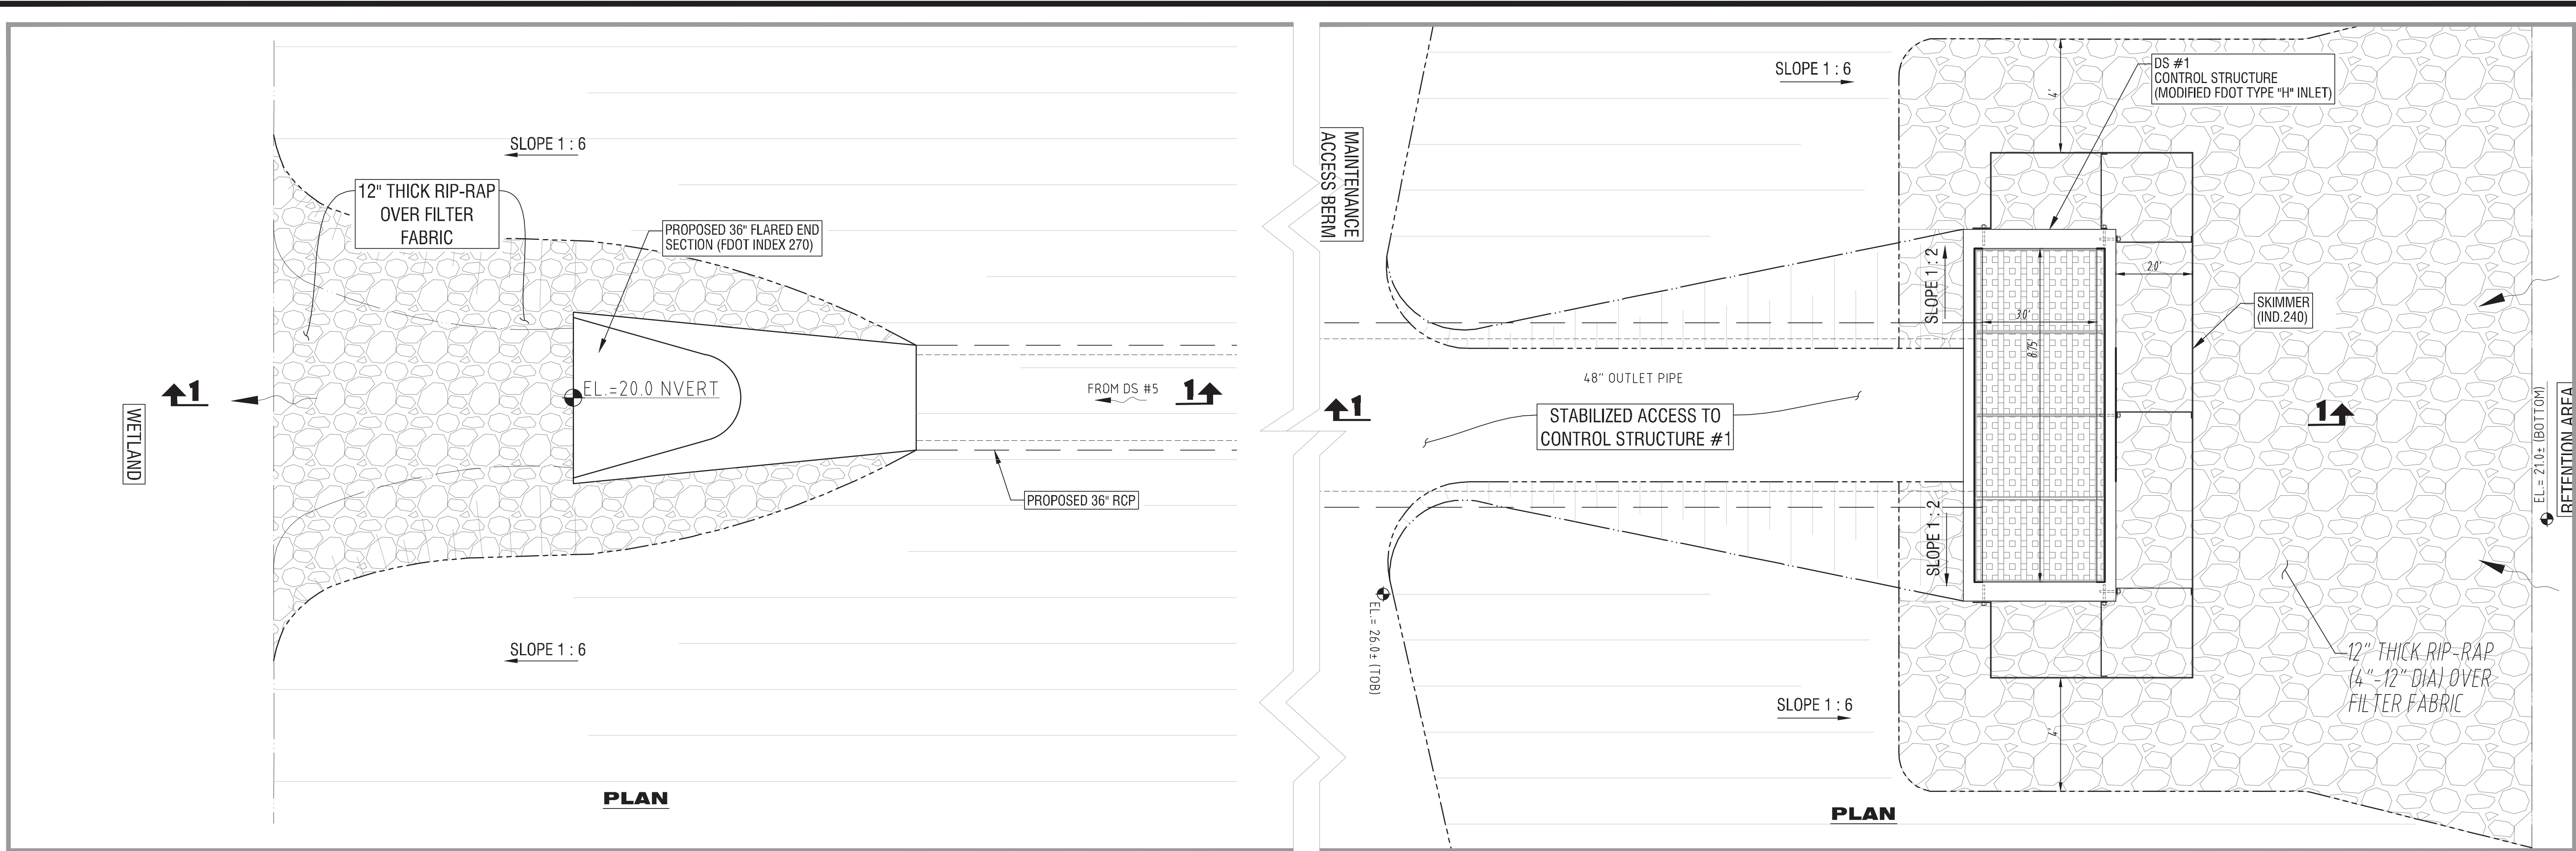 SLOPE 1 : 6
12" THICK RIP-RAP
OVER FILTER
FABRIC
PROPOSED 36" FLARED END
SECTION (FDOT INDEX 270)
EL.=20.0 NVERT
FROM DS #5
1
1
WETLAND
PROPOSED 36" RCP
SLOPE 1 : 6
PLAN
SLOPE 1 : 6
MAINTENANCE
ACCESS BERM
DS #1
CONTROL STRUCTURE
(MODIFIED FDOT TYPE "H" INLET)
4'
SLOPE 1 : 2
2.0'
3.0'
8.75'
SKIMMER
(IND.240)
48" OUTLET PIPE
1
STABILIZED ACCESS TO
CONTROL STRUCTURE #1
1
EL.= 21.0± (BOTTOM)
RETENTION AREA
SLOPE 1 : 2
EL.= 26.0± (TOB)
12" THICK RIP-RAP
(4"-12" DIA) OVER
FILTER FABRIC
SLOPE 1 : 6
4'
PLAN